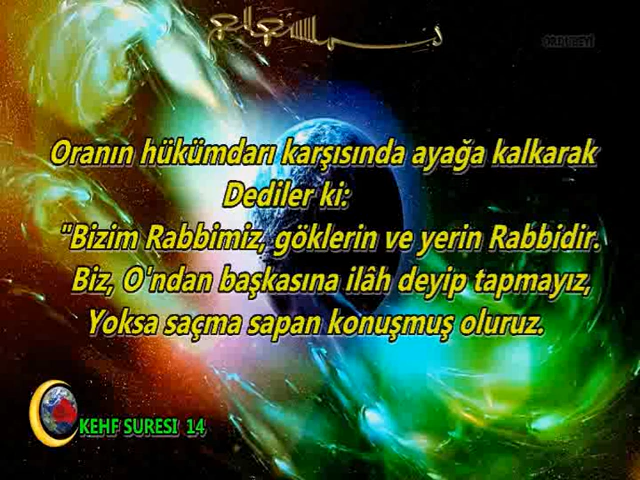 ORDUBEYİ
Oranın hükümdarı karşısında ayağa kalkarak
Dediler ki:
"Bizim Rabbimiz, göklerin ve yerin Rabbidir.
Biz, O'ndan başkasına ilâh deyip tapmayız,
Yoksa saçma sapan konuşmuş oluruz.
KEHF SURESI 14